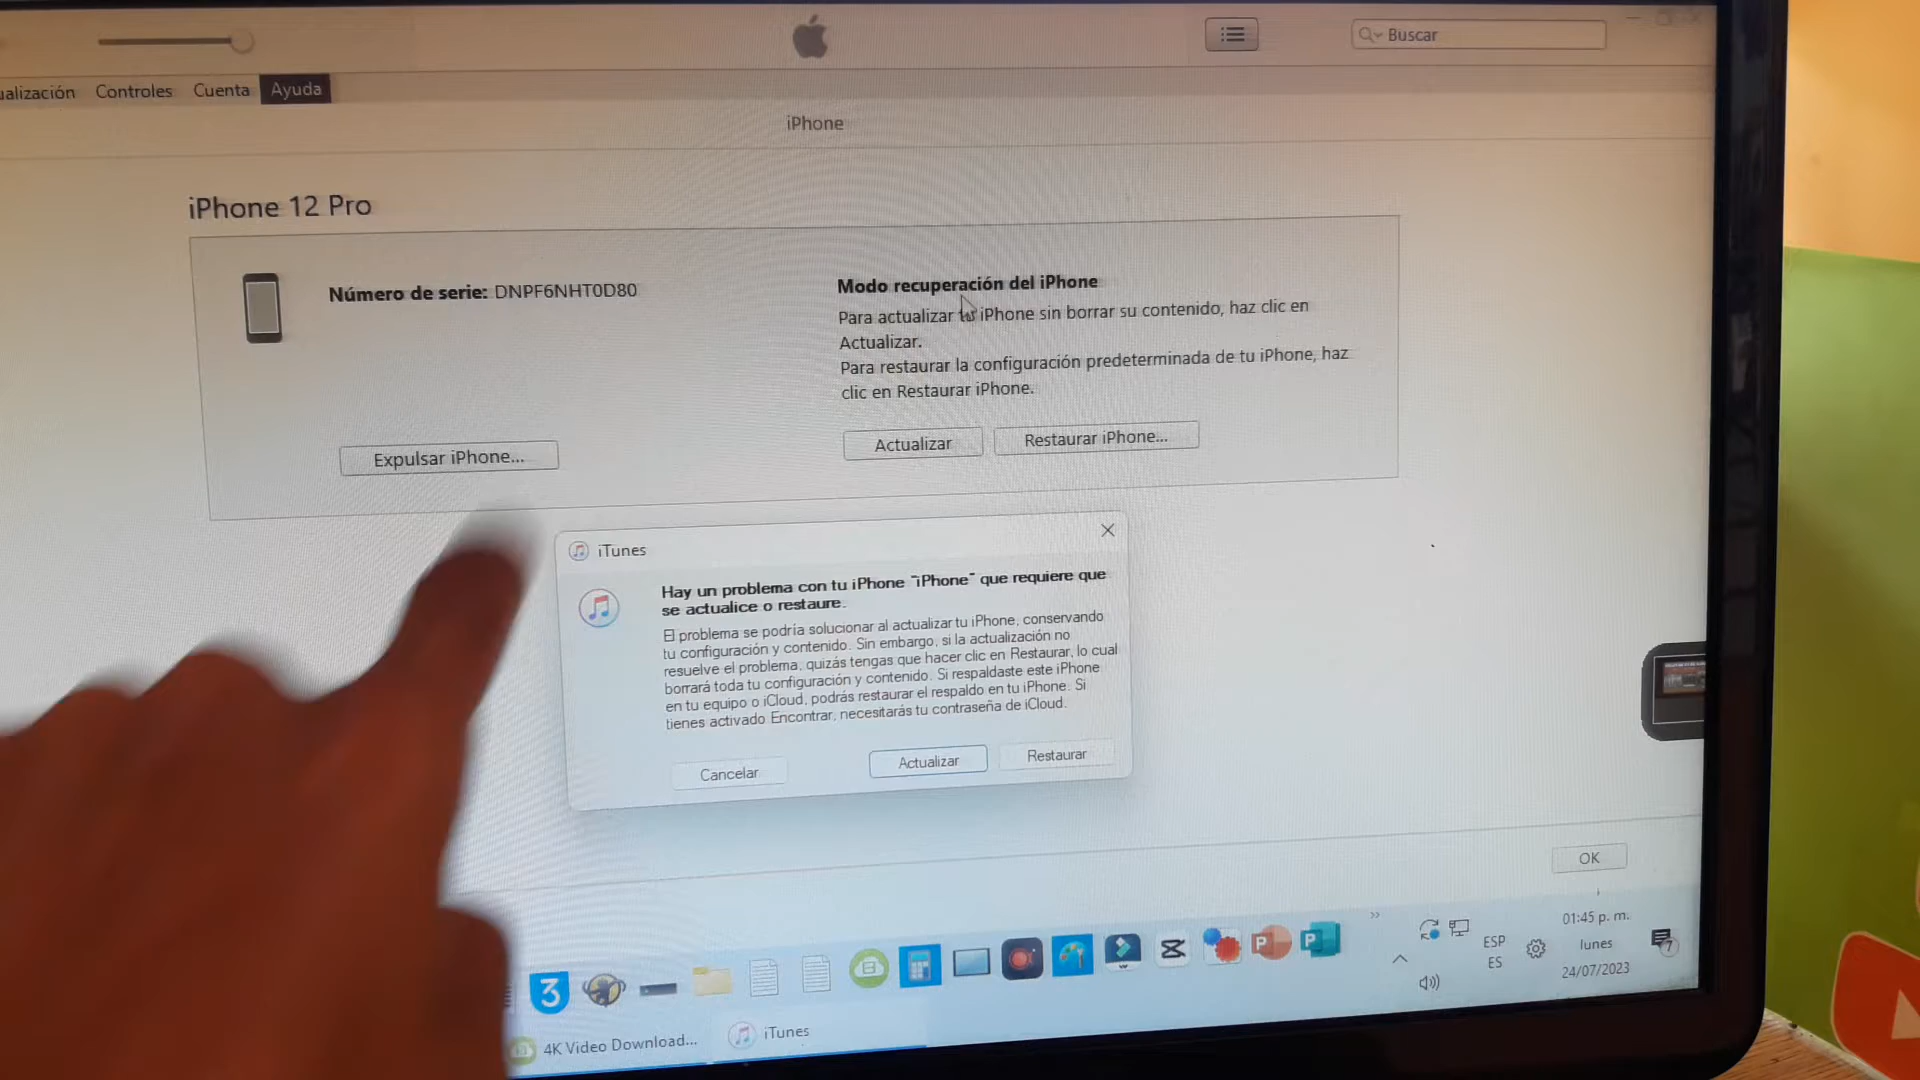 Buscar
Controles Cuenta Ayuda
iPhone
iPhone 12 Pro
Número de serie: DNPF6NHT0D80
Modo recuperación del iPhone
Para actualizar tu iPhone sin borrar su contenido, haz clic en
Actualizar.
Para restaurar la configuración predeterminada de tu iPhone, haz
clic en Restaurar iPhone.
Expulsar iPhone...
Actualizar
Restaurar iPhone...
iTunes
Hay un problema con tu iPhone "iPhone" que requiere que
se actualice o restaure.
El problema se podría solucionar al actualizar tu iPhone, conservando
tu configuración y contenido. Sin embargo, si la actualización no
resuelve el problema, quizás tengas que hacer clic en Restaurar, lo cual
borrará toda tu configuración y contenido. Si respaldaste este iPhone
en tu equipo o iCloud, podrás restaurar el respaldo en tu iPhone. Si
tienes activado Encontrar, necesitarás tu contraseña de iCloud.
Cancelar
Actualizar
Restaurar
OK
01:45 p. m.
lunes
24/07/2023
ESP
ES
7
3
B
P
P
4K Video Download...
iTunes